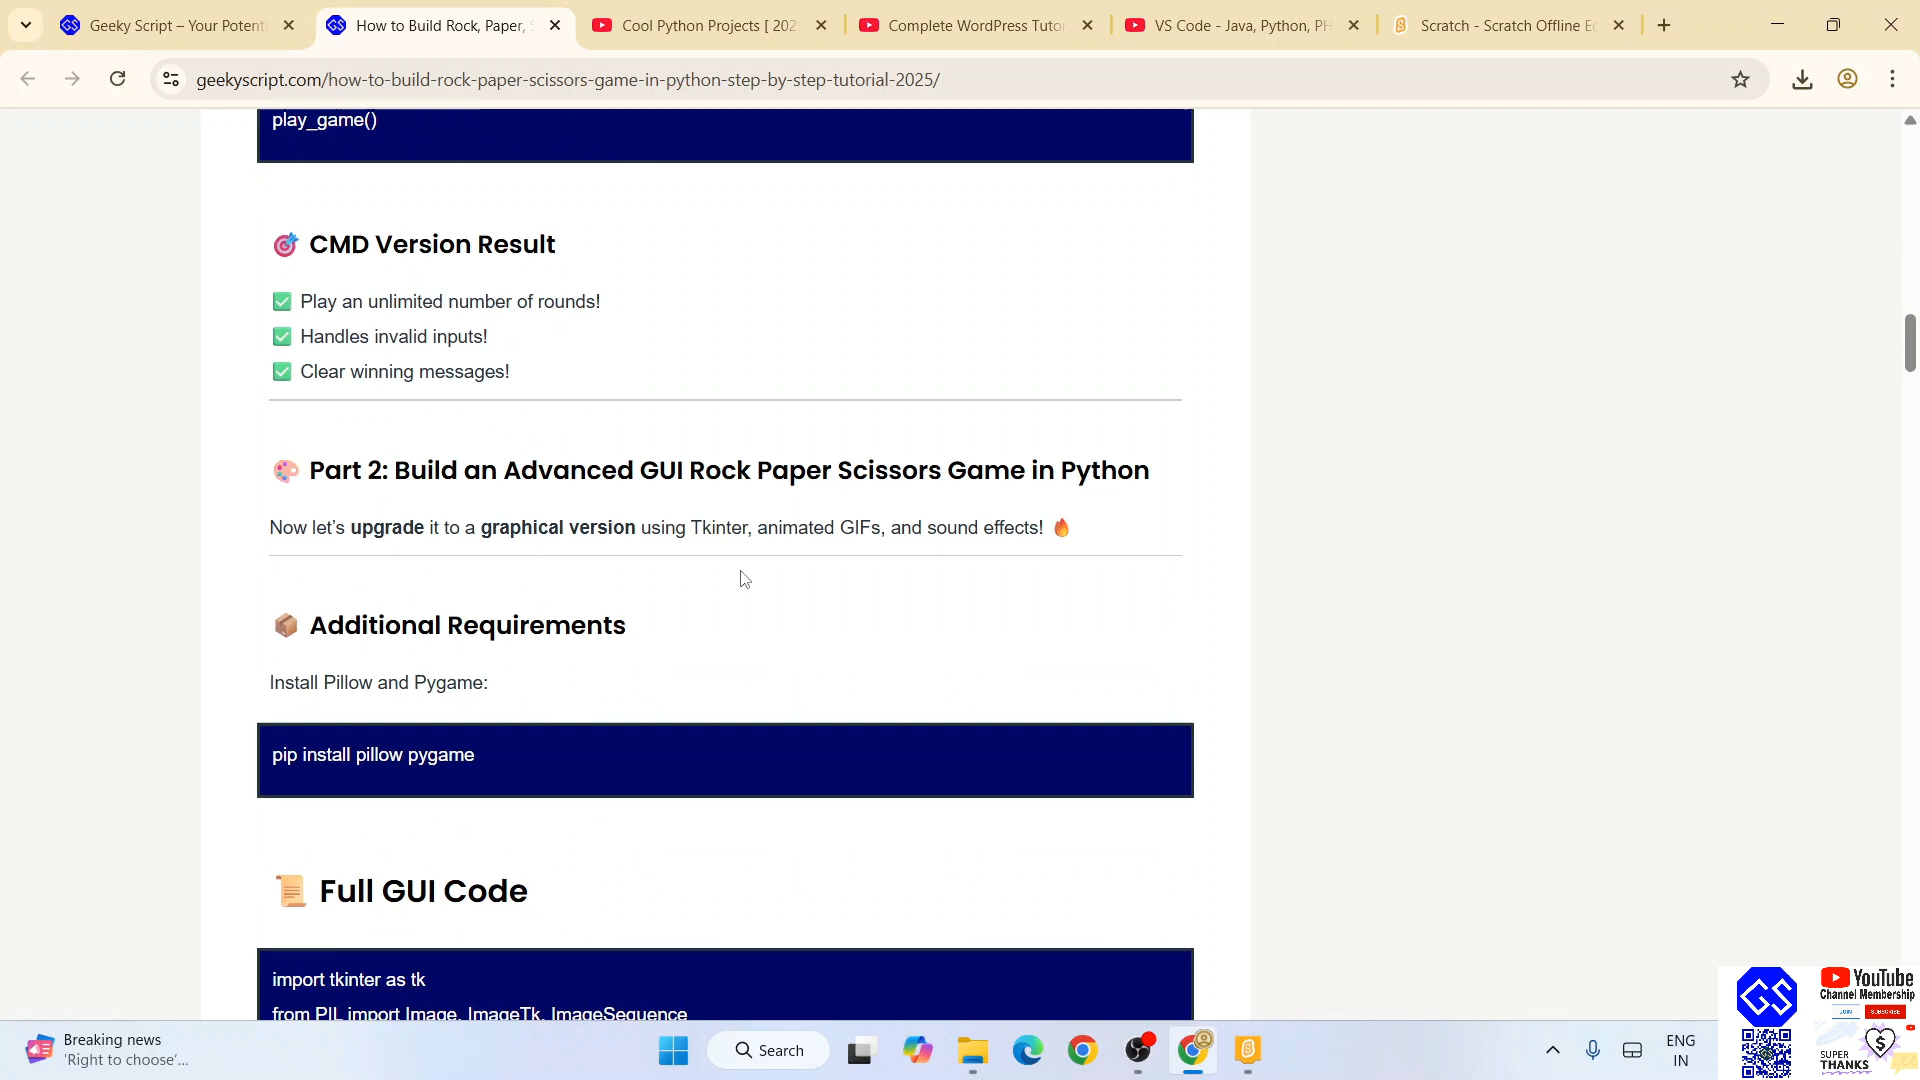 Geeky Script – Your Potenti
How to Build Rock, Paper, S
Cool Python Projects [ 202
Complete WordPress Tutor
VS Code - Java, Python, PH
Scratch - Scratch Offline Ed
geekyscript.com/how-to-build-rock-paper-scissors-game-in-python-step-by-step-tutorial-2025/
play_game()
CMD Version Result
Play an unlimited number of rounds!
Handles invalid inputs!
Clear winning messages!
Part 2: Build an Advanced GUI Rock Paper Scissors Game in Python
Now let’s upgrade it to a graphical version using Tkinter, animated GIFs, and sound effects!
Additional Requirements
Install Pillow and Pygame:
pip install pillow pygame
Full GUI Code
import tkinter as tk
from PIL import Image, ImageTk, ImageSequence
Breaking news
'Right to choose'...
Search
ENG
IN
GS
YouTube
Channel Membership
JOIN
SUBSCRIBE
SUPER
THANKS